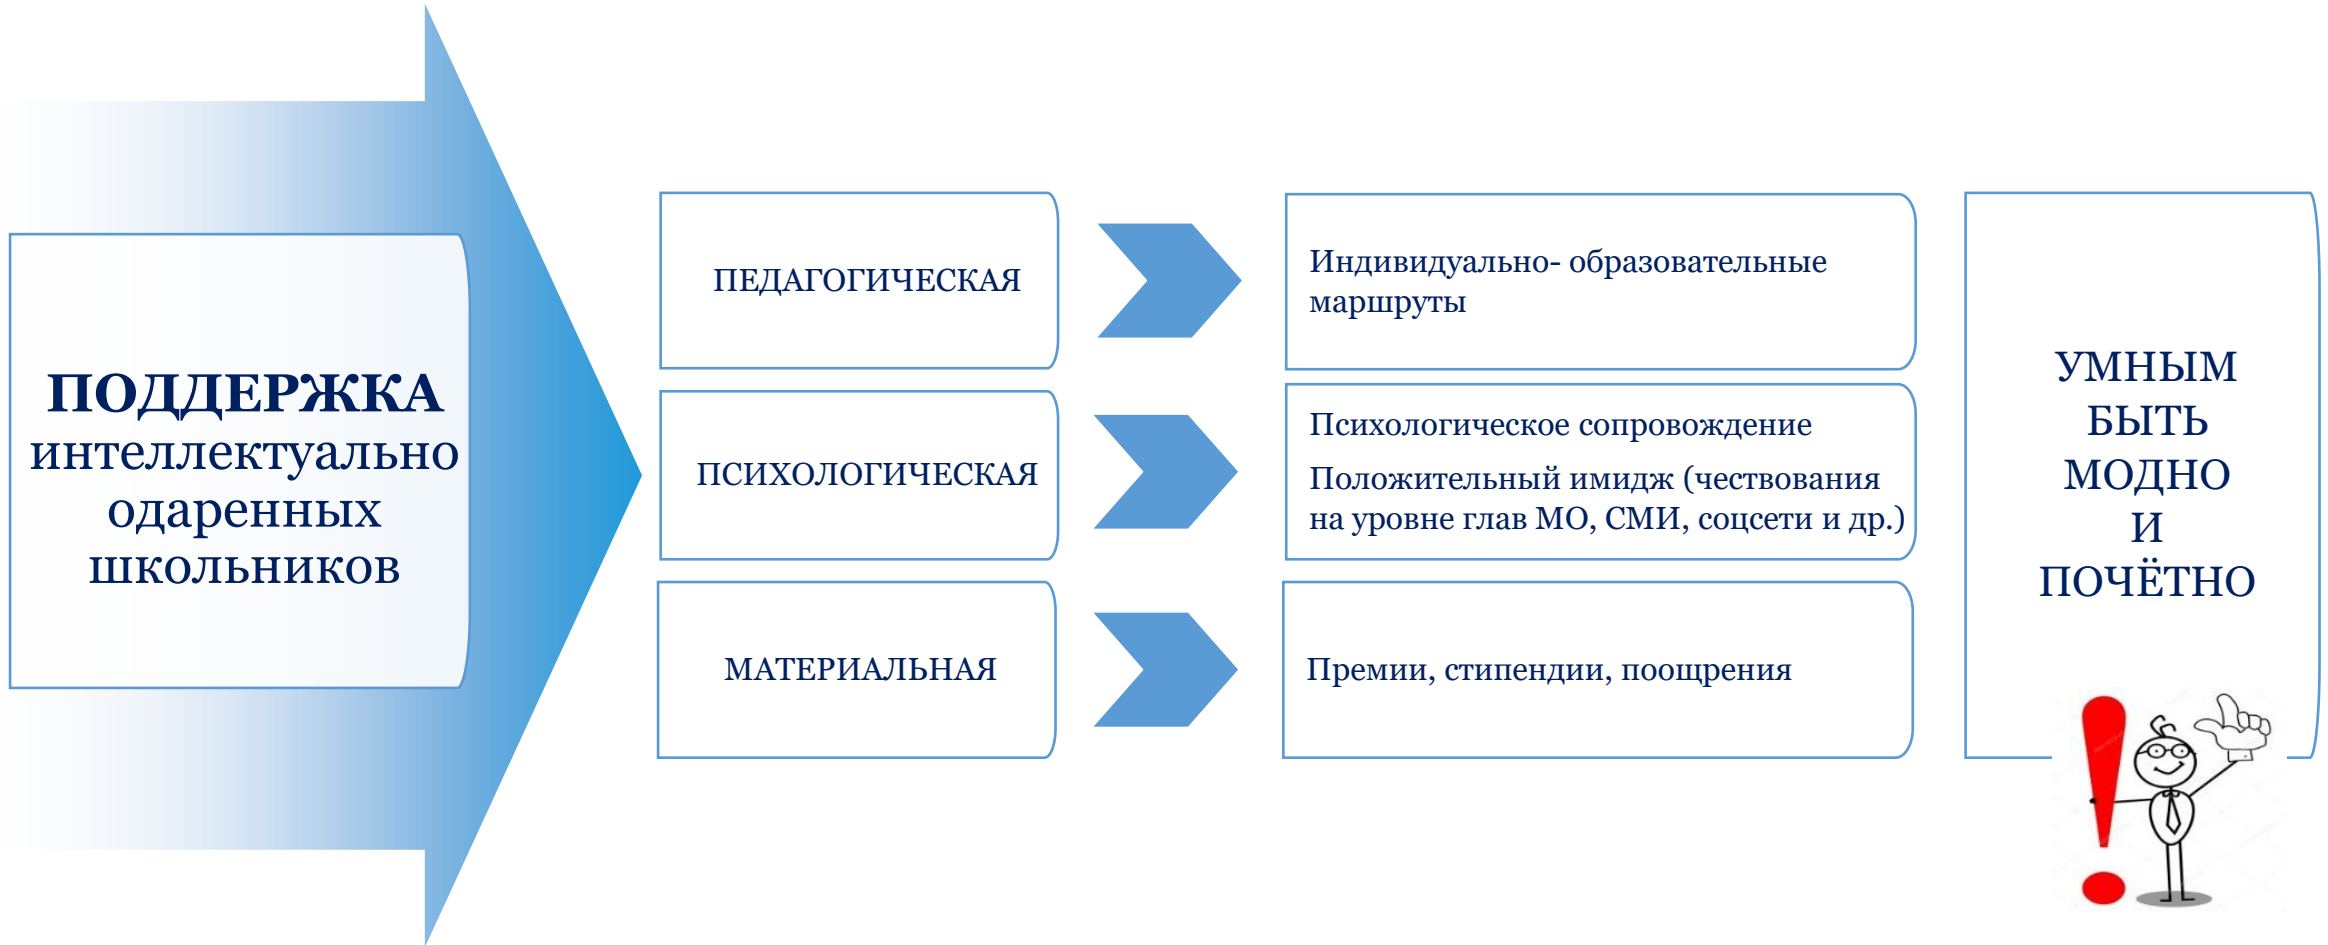 ПОДДЕРЖКА
интеллектуально
одаренных
школьников
ПЕДАГОГИЧЕСКАЯ
Индивидуально- образовательные
маршруты
ПСИХОЛОГИЧЕСКАЯ
Психологическое сопровождение
Положительный имидж (чествования
на уровне глав МО, СМИ, соцсети и др.)
МАТЕРИАЛЬНАЯ
Премии, стипендии, поощрения
УМНЫМ
БЫТЬ
МОДНО
И
ПОЧЁТНО